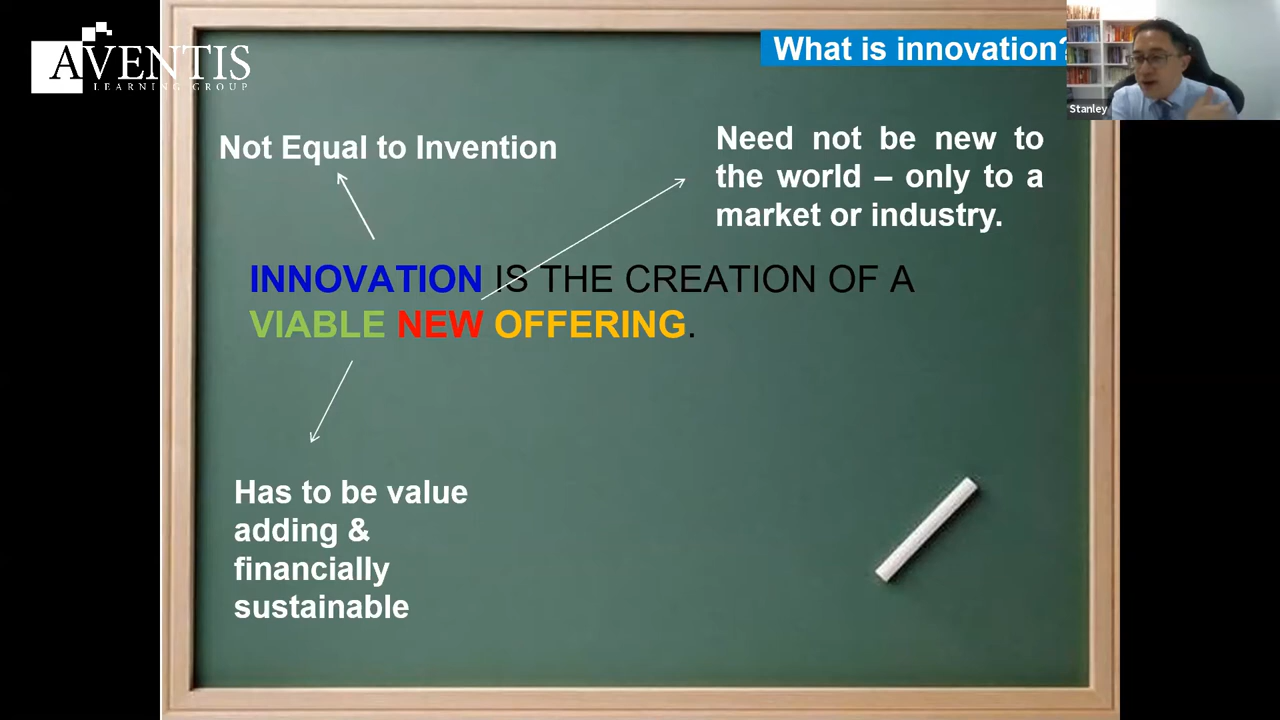 AVENTIS
LEARNING GROUP
What is innovation?
Stanley
Not Equal to Invention
Need not be new to
the world – only to a
market or industry.
INNOVATION IS THE CREATION OF A
VIABLE NEW OFFERING.
Has to be value
adding &
financially
sustainable